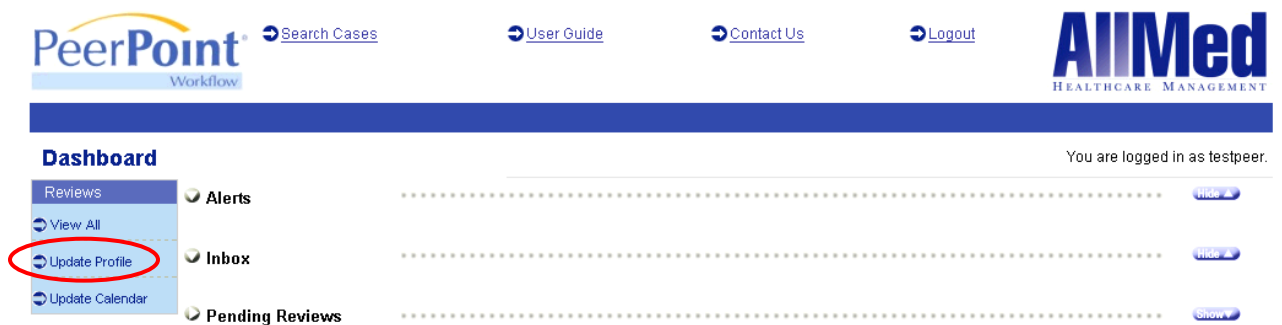 PeerPoint®
Workflow
Search Cases
User Guide
Contact Us
Logout
AllMed
HEALTHCARE MANAGEMENT
Dashboard
You are logged in as testpeer.
Reviews
View All
Update Profile
Update Calendar
Alerts
Hide
Inbox
Hide
Pending Reviews
Show